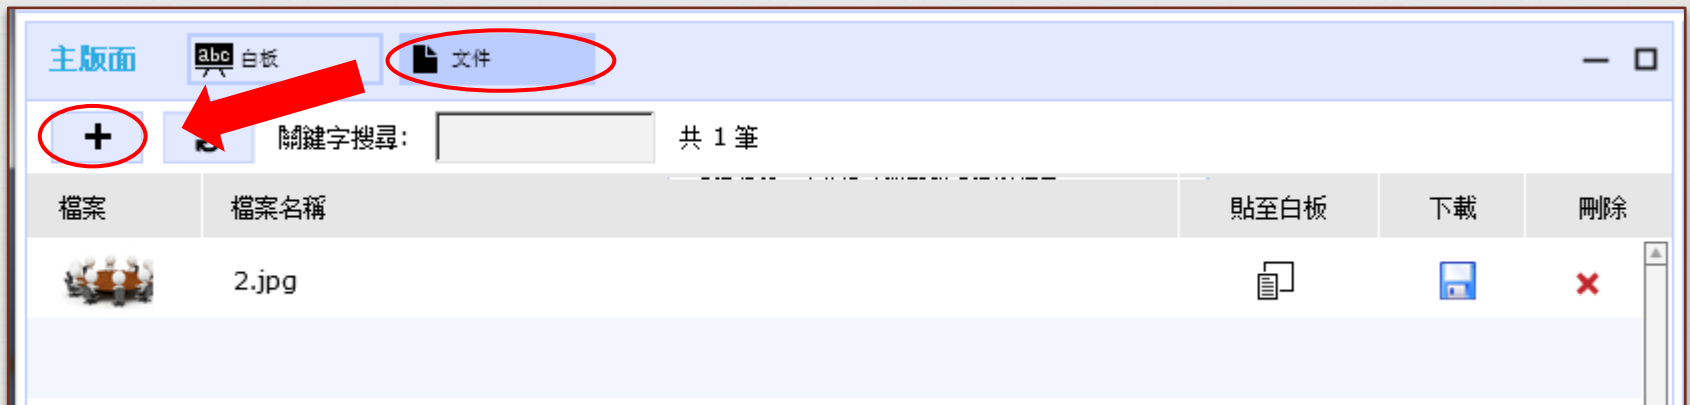 主版面 abc 白板 文件
+ 關鍵字搜尋: 共 1 筆
檔案 檔案名稱 貼至白板 下載 刪除
2.jpg